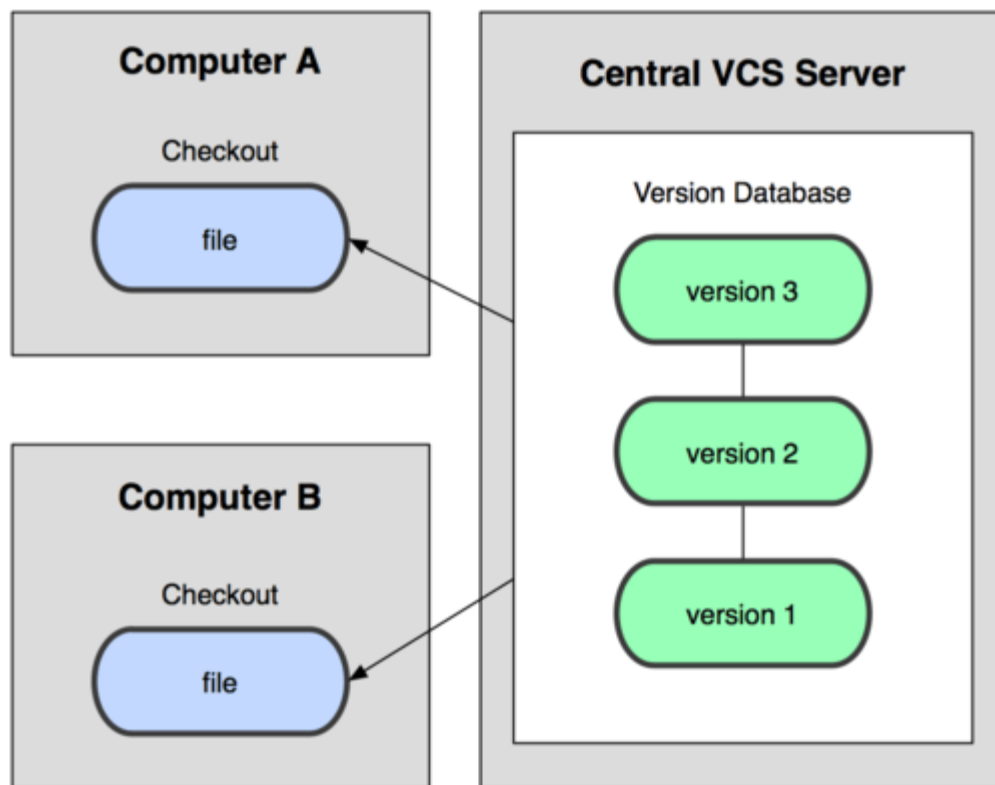 Computer A
Checkout
file
Computer B
Checkout
file
Central VCS Server
Version Database
version 3
version 2
version 1